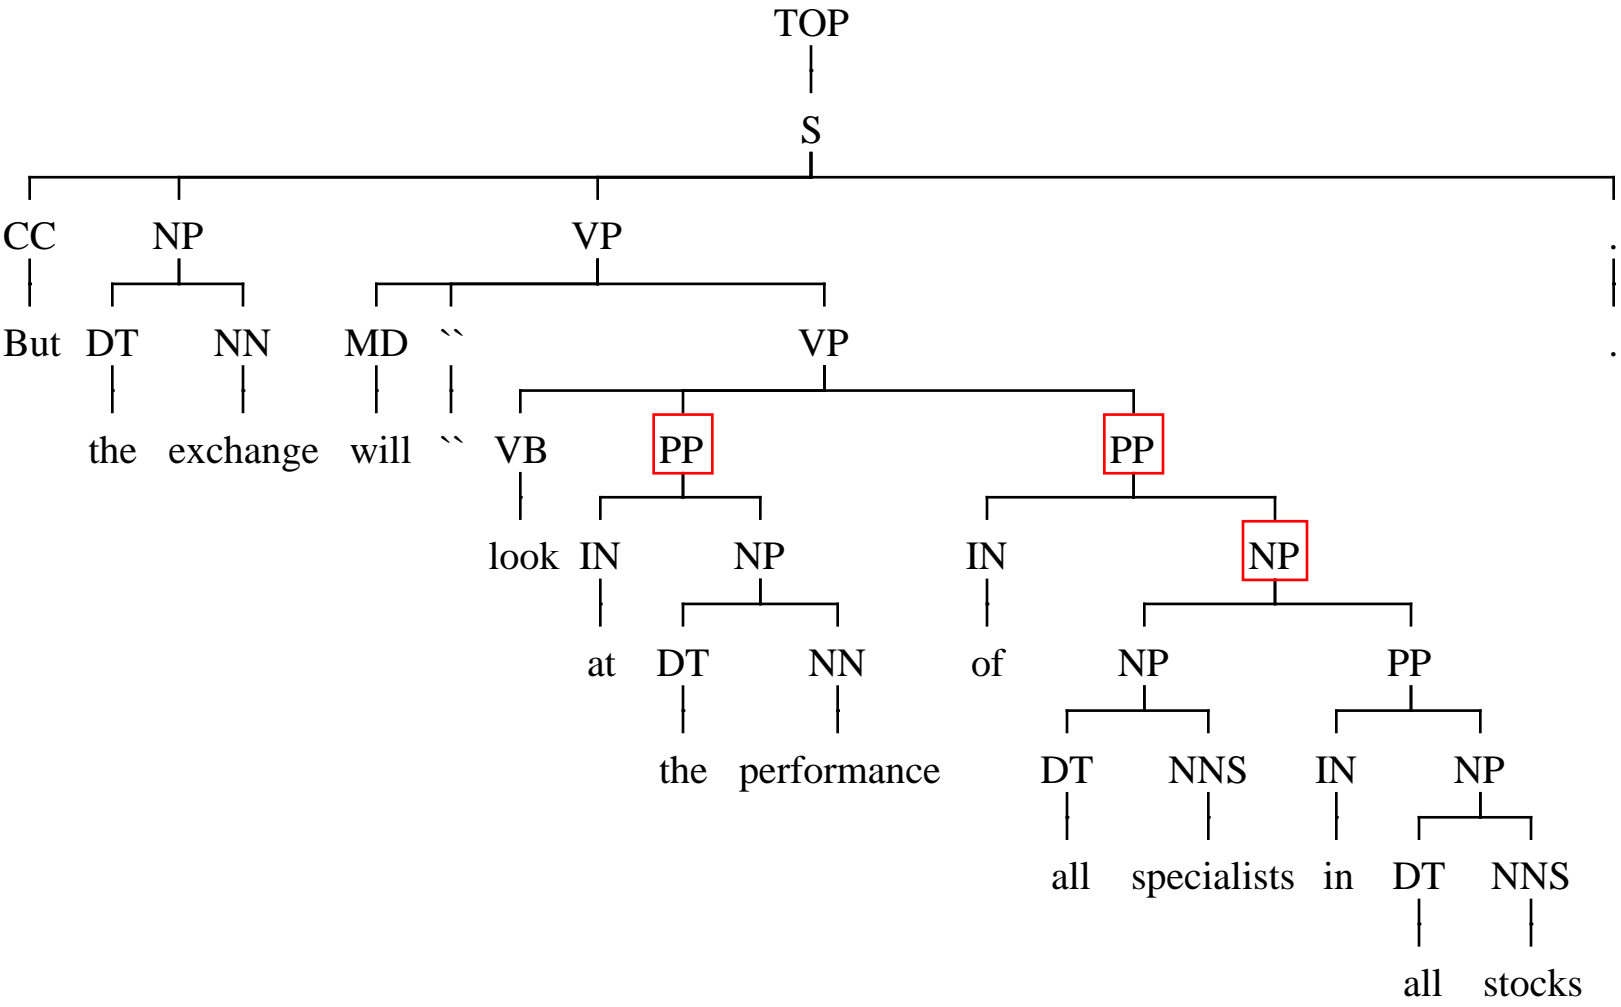 TOP
S
CC NP VP .
But DT NN MD `` VP .
the exchange will `` VB PP PP
look IN NP IN NP
at DT NN of NP PP
the performance DT NNS IN NP
all specialists in DT NNS
all stocks